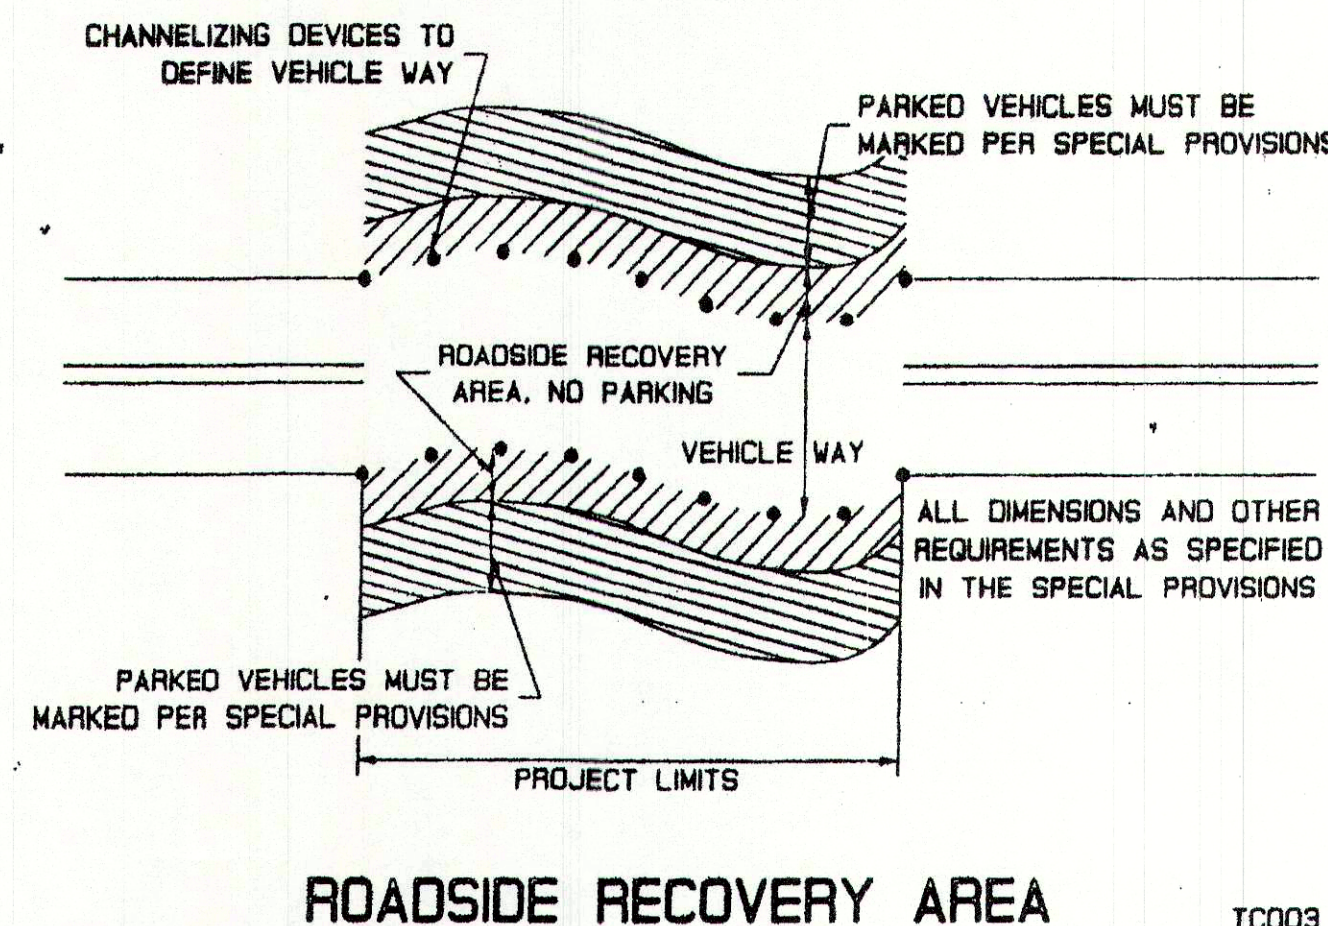 CHANNELIZING DEVICES TO
DEFINE VEHICLE WAY
PARKED VEHICLES MUST BE
MARKED PER SPECIAL PROVISIONS
ROADSIDE RECOVERY
AREA, NO PARKING
VEHICLE WAY
ALL DIMENSIONS AND OTHER
REQUIREMENTS AS SPECIFIED
IN THE SPECIAL PROVISIONS
PARKED VEHICLES MUST BE
MARKED PER SPECIAL PROVISIONS
PROJECT LIMITS
ROADSIDE RECOVERY AREA
TC003